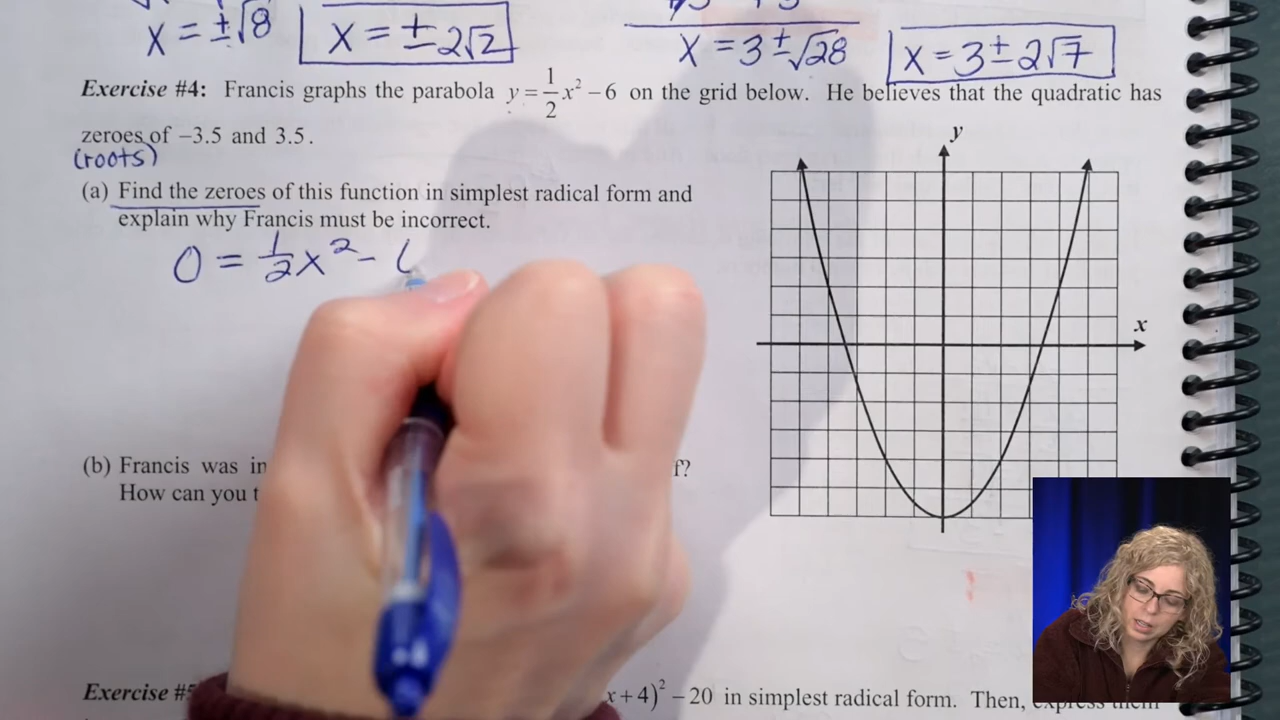 x = ±√8 x = ±2√2
x = 3 ± √28 x = 3 ± 2√7
Exercise #4: Francis graphs the parabola y = 1/2 x² − 6 on the grid below. He believes that the quadratic has
zeroes of −3.5 and 3.5.
(roots)
(a) Find the zeroes of this function in simplest radical form and
explain why Francis must be incorrect.
0 = 1/2 x² −
(b) Francis was
How can you
y
x
Exercise
x + 4)² − 20 in simplest radical form. Then, express them